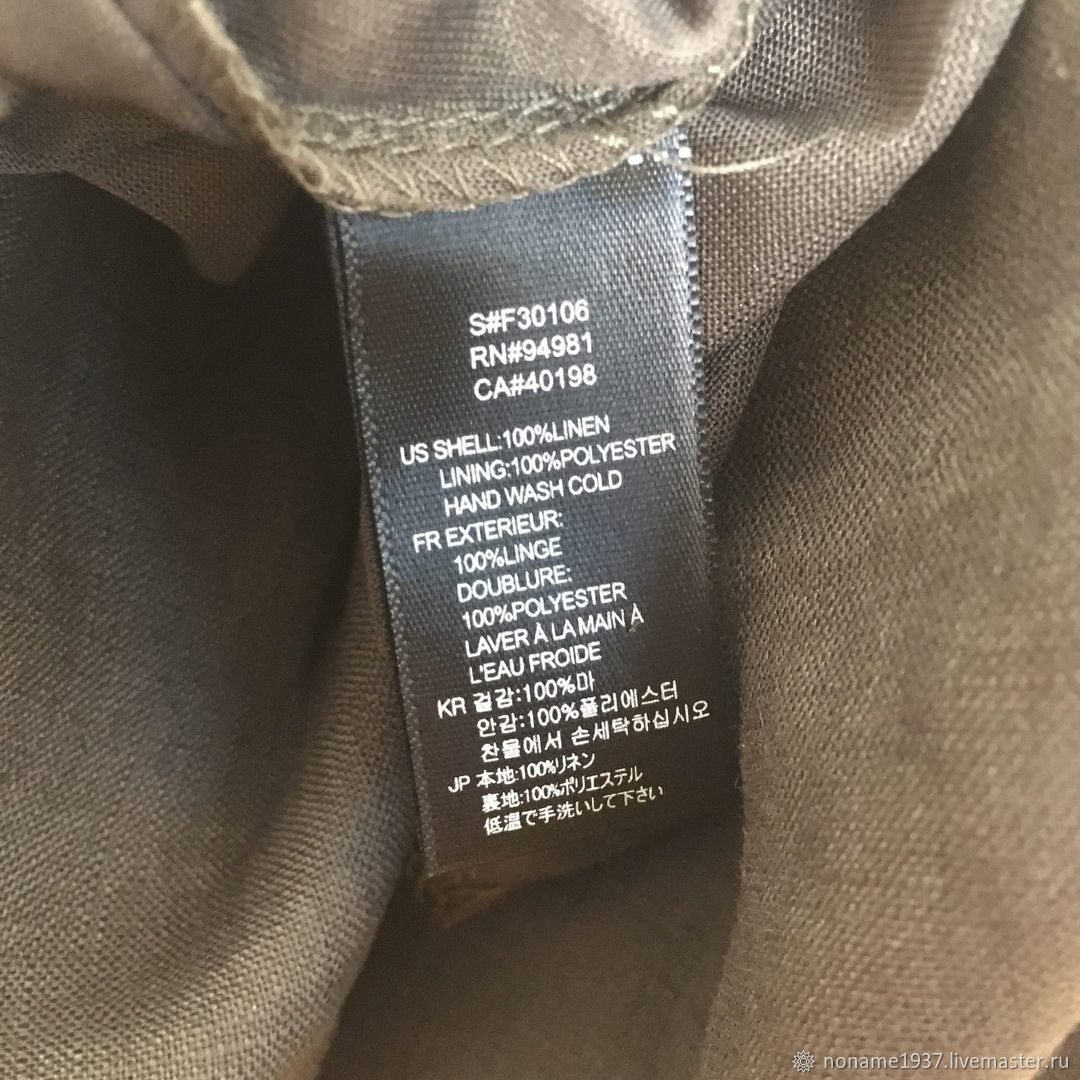 S#F30106
RN#94981
CA#40198
US SHELL:100%LINEN
LINING:100%POLYESTER
HAND WASH COLD
FR EXTERIEUR:
100%LINGE
DOUBLURE:
100%POLYESTER
LAVER À LA MAIN À
L'EAU FROIDE
KR 겉감:100%마
안감:100%폴리에스터
찬물에서 손세탁하십시오
JP 本地:100%リネン
裏地:100%ポリエステル
低温で手洗いして下さい
noname1937.livemaster.ru